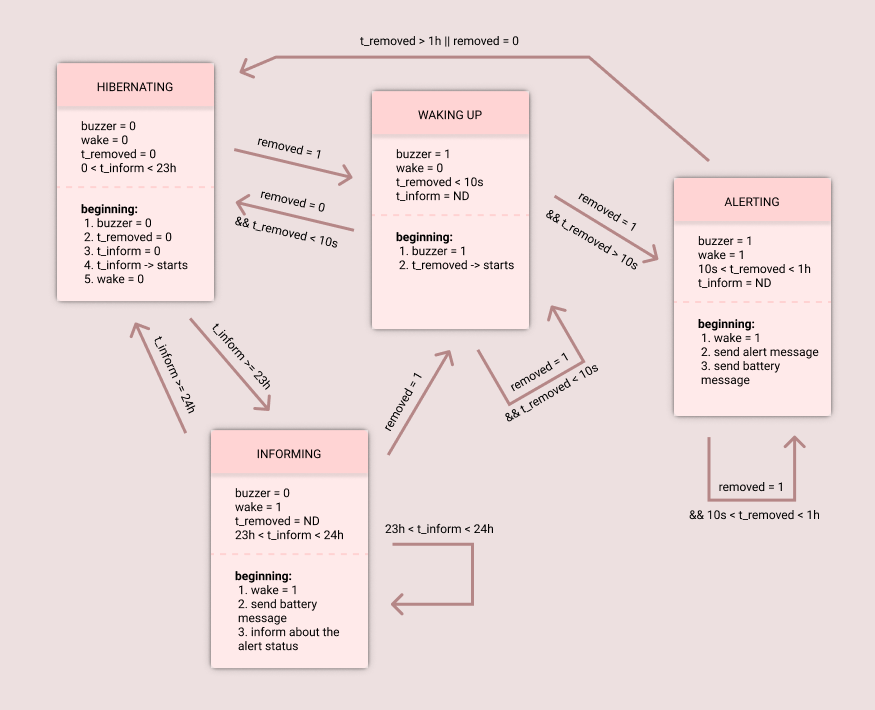 t_removed > 1h || removed = 0
HIBERNATING
buzzer = 0
wake = 0
t_removed = 0
0 < t_inform < 23h
beginning:
1. buzzer = 0
2. t_removed = 0
3. t_inform = 0
4. t_inform -> starts
5. wake = 0
removed = 1
removed = 0
&& t_removed < 10s
WAKING UP
buzzer = 1
wake = 0
t_removed < 10s
t_inform = ND
beginning:
1. buzzer = 1
2. t_removed -> starts
removed = 1
&& t_removed > 10s
ALERTING
buzzer = 1
wake = 1
10s < t_removed < 1h
t_inform = ND
beginning:
1. wake = 1
2. send alert message
3. send battery
message
t_inform >= 24h
t_inform >= 23h
removed = 1
removed = 1
&& t_removed < 10s
removed = 1
&& 10s < t_removed < 1h
INFORMING
buzzer = 0
wake = 1
t_removed = ND
23h < t_inform < 24h
beginning:
1. wake = 1
2. send battery
message
3. inform about the
alert status
23h < t_inform < 24h